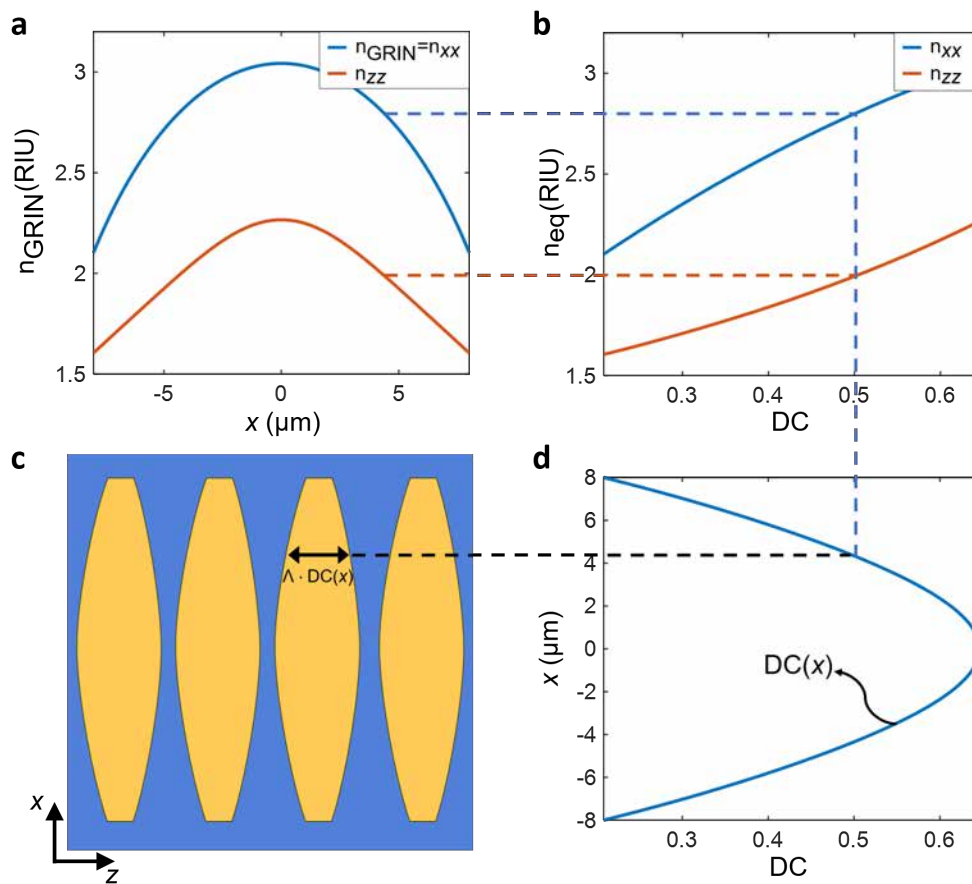 a
n_GRIN=n_xx
n_zz
3
2.5
2
1.5
n_GRIN(RIU)
-5
0
5
x (μm)
b
n_xx
n_zz
3
2.5
2
1.5
n_eq(RIU)
0.3
0.4
0.5
0.6
DC
c
Λ · DC(x)
x
z
d
8
6
4
2
0
-2
-4
-6
-8
x (μm)
DC(x)
0.3
0.4
0.5
0.6
DC